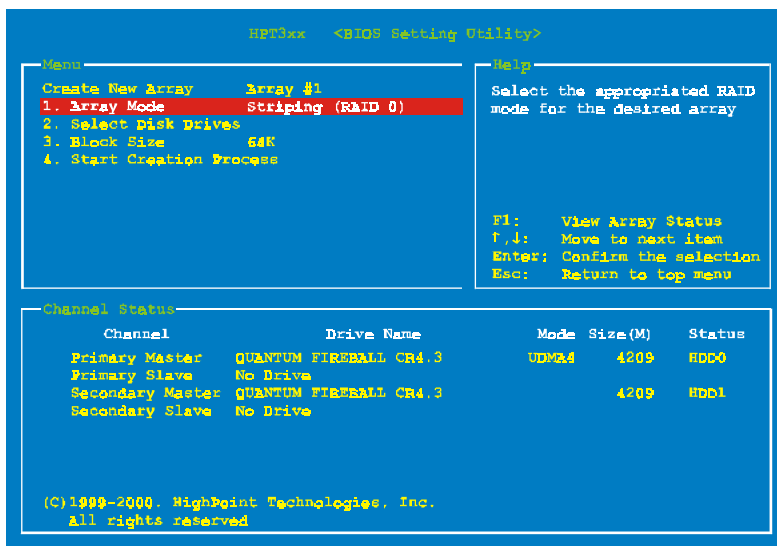 HPT3xx <BIOS Setting Utility>
Menu
Create New Array Array #1
1. Array Mode Striping (RAID 0)
2. Select Disk Drives
3. Block Size 64K
4. Start Creation Process
Help
Select the appropriated RAID
mode for the desired array
F1: View Array Status
↑,↓: Move to next item
Enter: Confirm the selection
Esc: Return to top menu
Channel Status
Channel Drive Name Mode Size(M) Status
Primary Master QUANTUM FIREBALL CR4.3 UDMA4 4209 HDD0
Primary Slave No Drive
Secondary Master QUANTUM FIREBALL CR4.3 4209 HDD1
Secondary Slave No Drive
(C)1999-2000. HighPoint Technologies, Inc.
All rights reserved